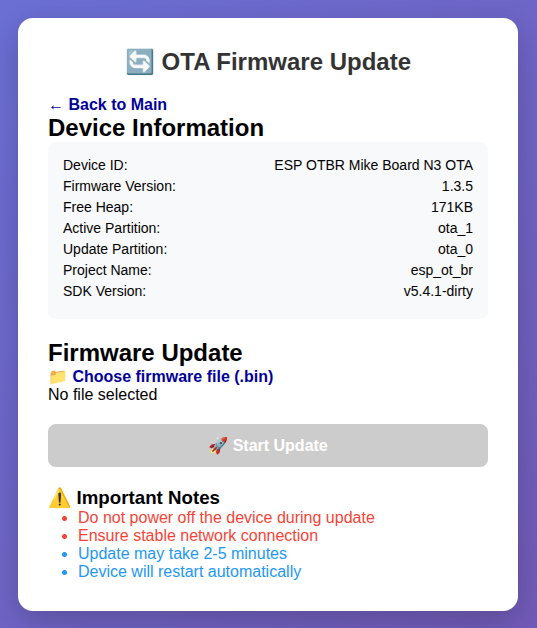 🔄 OTA Firmware Update
← Back to Main
Device Information
Device ID: ESP OTBR Mike Board N3 OTA
Firmware Version: 1.3.5
Free Heap: 171KB
Active Partition: ota_1
Update Partition: ota_0
Project Name: esp_ot_br
SDK Version: v5.4.1-dirty
Firmware Update
📁 Choose firmware file (.bin)
No file selected
🚀 Start Update
⚠️ Important Notes
• Do not power off the device during update
• Ensure stable network connection
• Update may take 2-5 minutes
• Device will restart automatically